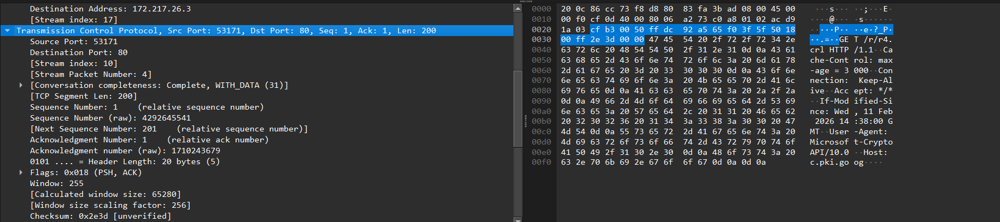 Destination Address: 172.217.26.3
[Stream index: 17]
Transmission Control Protocol, Src Port: 53171, Dst Port: 80, Seq: 1, Ack: 1, Len: 200
Source Port: 53171
Destination Port: 80
[Stream index: 10]
[Stream Packet Number: 4]
[Conversation completeness: Complete, WITH_DATA (31)]
[TCP Segment Len: 200]
Sequence Number: 1    (relative sequence number)
Sequence Number (raw): 4292645541
[Next Sequence Number: 201    (relative sequence number)]
Acknowledgment Number: 1    (relative ack number)
Acknowledgment number (raw): 1710243679
0101 .... = Header Length: 20 bytes (5)
Flags: 0x018 (PSH, ACK)
Window: 255
[Calculated window size: 65280]
[Window size scaling factor: 256]
Checksum: 0x2e3d [unverified]
0000  20 0c 86 cc 73 f8 d8 80  83 fa 3b ad 08 00 45 00   ···s···· ··;···E·
0010  00 f0 cf 0d 40 00 80 06  a2 73 c0 a8 01 02 ac d9   ····@··· ·s······
0020  1a 03 cf b3 00 50 ff dc  92 a5 65 f0 3f 5f 50 18   ·····P·· ··e·?_P·
0030  00 ff 2e 3d 00 00 47 45  54 20 2f 72 2f 72 34 2e   ···.=··GE T /r/r4.
0040  63 72 6c 20 48 54 54 50  2f 31 2e 31 0d 0a 43 61   crl HTTP /1.1··Ca
0050  63 68 65 2d 43 6f 6e 74  72 6f 6c 3a 20 6d 61 78   che-Cont rol: max
0060  2d 61 67 65 20 3d 20 33  30 30 30 0d 0a 43 6f 6e   -age = 3 000··Con
0070  6e 65 63 74 69 6f 6e 3a  20 4b 65 65 70 2d 41 6c   nection:  Keep-Al
0080  69 76 65 0d 0a 41 63 63  65 70 74 3a 20 2a 2f 2a   ive··Acc ept: */*
0090  0d 0a 49 66 2d 4d 6f 64  69 66 69 65 64 2d 53 69   ··If-Mod ified-Si
00a0  6e 63 65 3a 20 57 65 64  2c 20 31 31 20 46 65 62   nce: Wed , 11 Feb
00b0  20 32 30 32 36 20 31 34  3a 33 38 3a 30 30 20 47    2026 14 :38:00 G
00c0  4d 54 0d 0a 55 73 65 72  2d 41 67 65 6e 74 3a 20   MT··User -Agent:
00d0  4d 69 63 72 6f 73 6f 66  74 2d 43 72 79 70 74 6f   Microsof t-Crypto
00e0  41 50 49 2f 31 30 2e 30  0d 0a 48 6f 73 74 3a 20   API/10.0 ··Host:
00f0  63 2e 70 6b 69 2e 67 6f  6f 67 0d 0a 0d 0a   c.pki.go og····